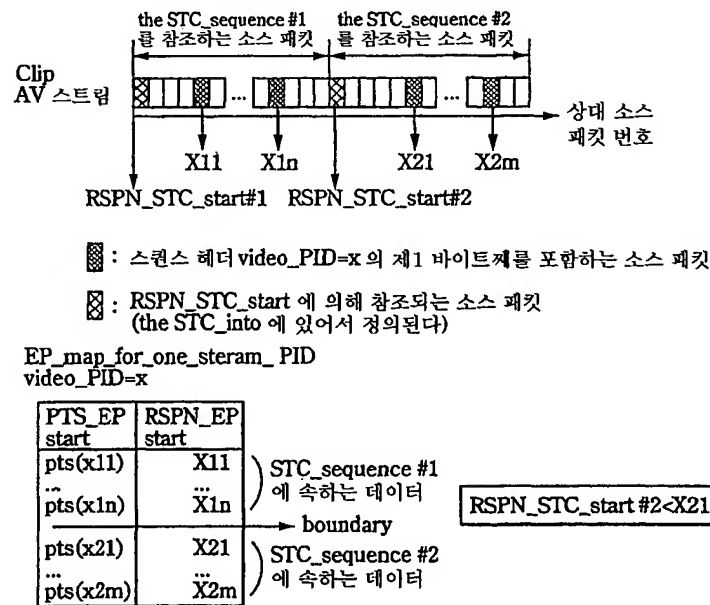 the STC_sequence #1
를 참조하는 소스 패킷
the STC_sequence #2
를 참조하는 소스 패킷
Clip
AV 스트림
...
...
상대 소스
패킷 번호
X11
X1n
X21
X2m
RSPN_STC_start#1
RSPN_STC_start#2
: 스퀀스 헤더 video_PID=x 의 제1 바이트째를 포함하는 소스 패킷
: RSPN_STC_start 에 의해 참조되는 소스 패킷
(the STC_into 에 있어서 정의된다)
EP_map_for_one_steram_ PID
video_PID=x
PTS_EP RSPN_EP
start start
pts(x11) X11
... ...
pts(x1n) X1n
STC_sequence #1
에 속하는 데이터
boundary
pts(x21) X21
... ...
pts(x2m) X2m
STC_sequence #2
에 속하는 데이터
RSPN_STC_start #2<X21